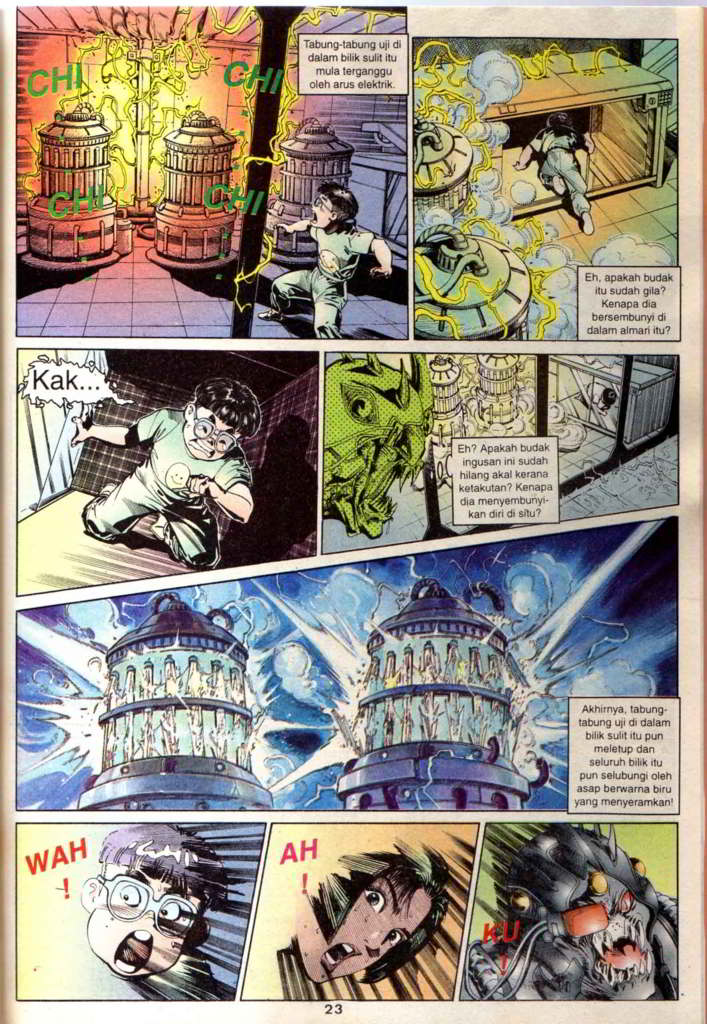 Tabung-tabung uji di
dalam bilik sulit itu
mula terganggu
oleh arus elektrik.
CHI
CHI
CHI
CHI
Eh, apakah budak
itu sudah gila?
Kenapa dia
bersembunyi di
dalam almari itu?
Kak...
Eh? Apakah budak
ingusan ini sudah
hilang akal kerana
ketakutan? Kenapa
dia menyembunyi-
kan diri di situ?
Akhirnya, tabung-
tabung uji di dalam
bilik sulit itu pun
meletup dan
seluruh bilik itu
pun selubungi oleh
asap berwarna biru
yang menyeramkan!
WAH
!
AH
!
KU
!
23